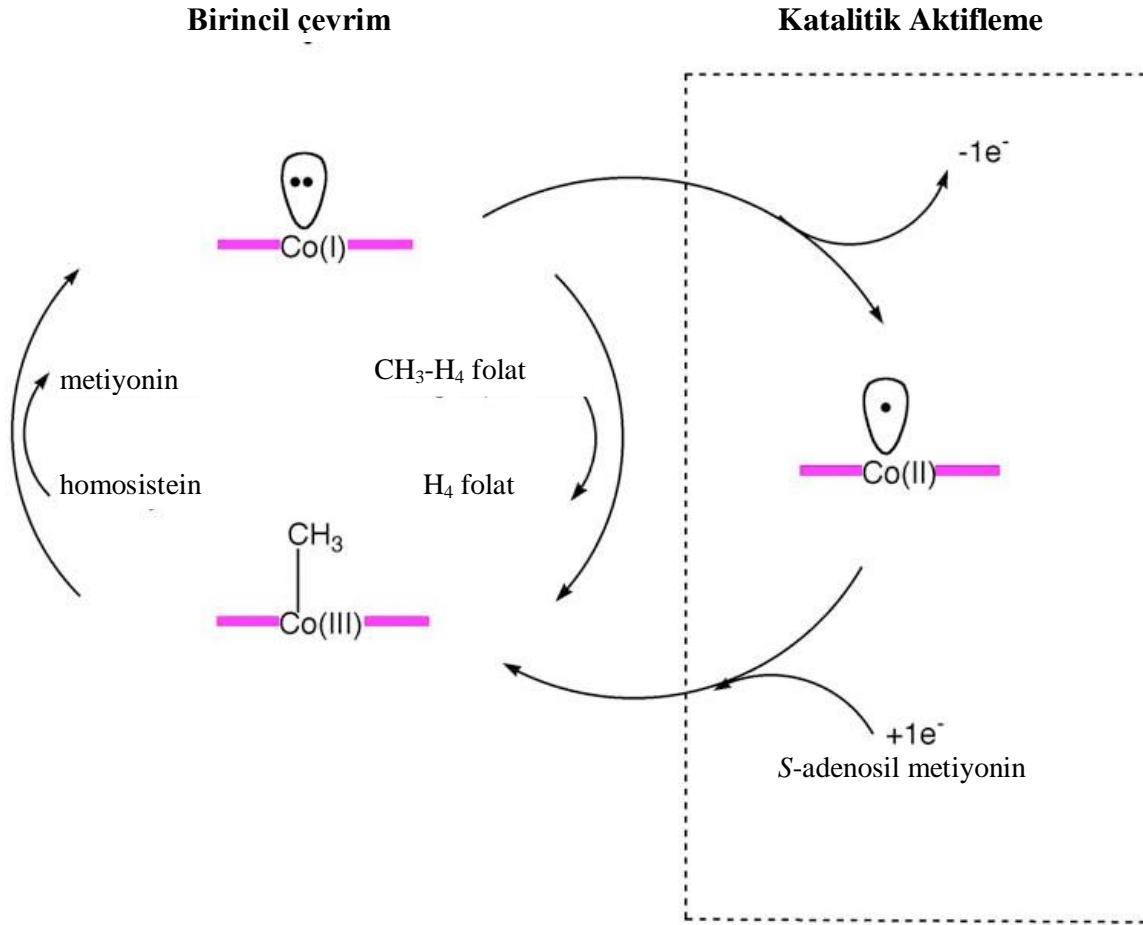 Birincil çevrim
Katalitik Aktifleme
-1e⁻
Co(I)
metiyonin
CH₃-H₄ folat
Co(II)
homosistein
H₄ folat
CH₃
Co(III)
+1e⁻
S-adenosil metiyonin